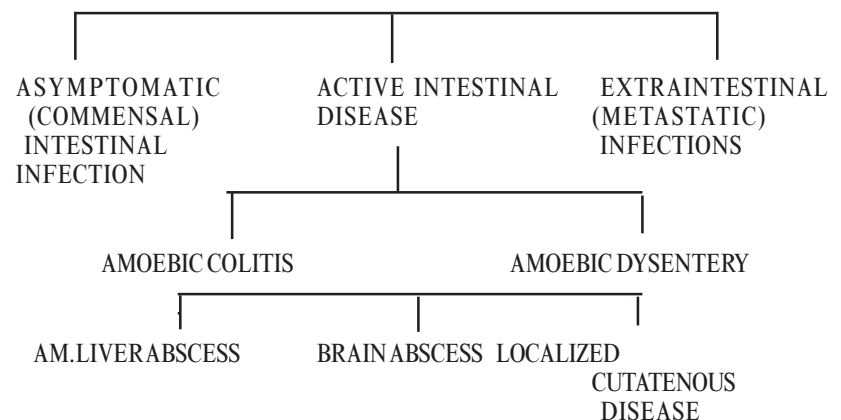 ASYMPTOMATIC
(COMMENSAL)
INTESTINAL
INFECTION
ACTIVE INTESTINAL
DISEASE
EXTRAINTESTINAL
(METASTATIC)
INFECTIONS
AMOEBIC COLITIS
AMOEBIC DYSENTERY
AM.LIVER ABSCESS
BRAIN ABSCESS
LOCALIZED
CUTATENOUS
DISEASE